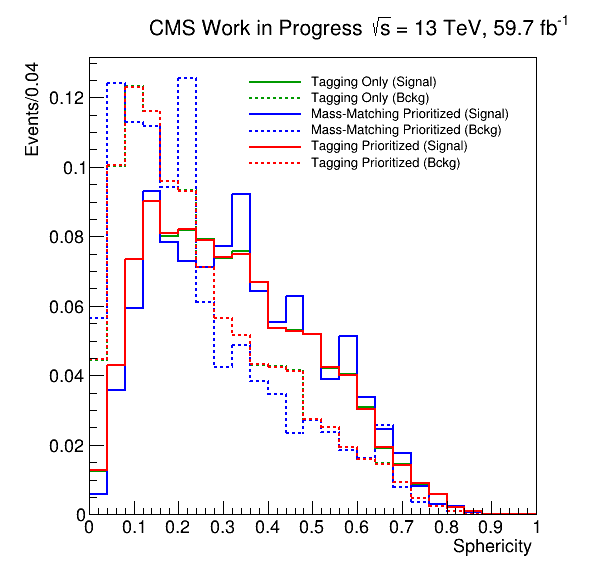 CMS Work in Progress √s = 13 TeV, 59.7 fb⁻¹
Events/0.04
Tagging Only (Signal)
Tagging Only (Bckg)
Mass-Matching Prioritized (Signal)
Mass-Matching Prioritized (Bckg)
Tagging Prioritized (Signal)
Tagging Prioritized (Bckg)
0.12
0.1
0.08
0.06
0.04
0.02
0
0 0.1 0.2 0.3 0.4 0.5 0.6 0.7 0.8 0.9 1
Sphericity